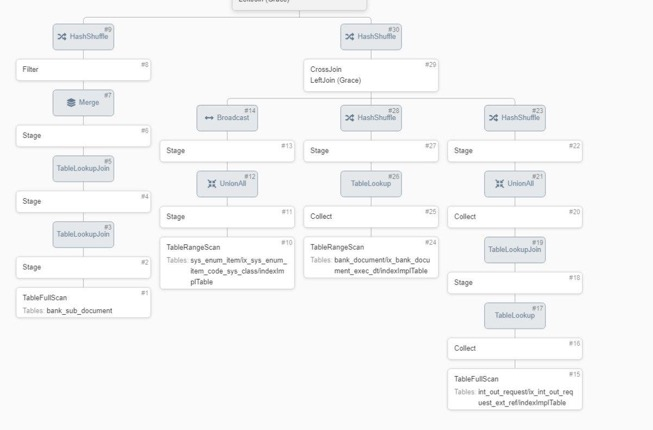 LeftJoin (Grace)
#9
HashShuffle
#30
HashShuffle
Filter
#8
CrossJoin
#29
LeftJoin (Grace)
#7
Merge
#14
Broadcast
#28
HashShuffle
#23
HashShuffle
Stage
#6
Stage
#13
Stage
#27
Stage
#22
#5
TableLookupJoin
#12
UnionAll
#26
TableLookup
#21
UnionAll
Stage
#4
Stage
#11
Collect
#25
Collect
#20
#3
TableLookupJoin
TableRangeScan
#10
Tables: sys_enum_item/ix_sys_enum_
item_code_sys_class/indexIm
plTable
TableRangeScan
#24
Tables: bank_document/ix_bank_docu
ment_exec_dt/indexImplTable
#19
TableLookupJoin
Stage
#2
Stage
#18
TableFullScan
#1
Tables: bank_sub_document
#17
TableLookup
Collect
#16
TableFullScan
#15
Tables: int_out_request/ix_int_out_req
uest_ext_ref/indexImplTable